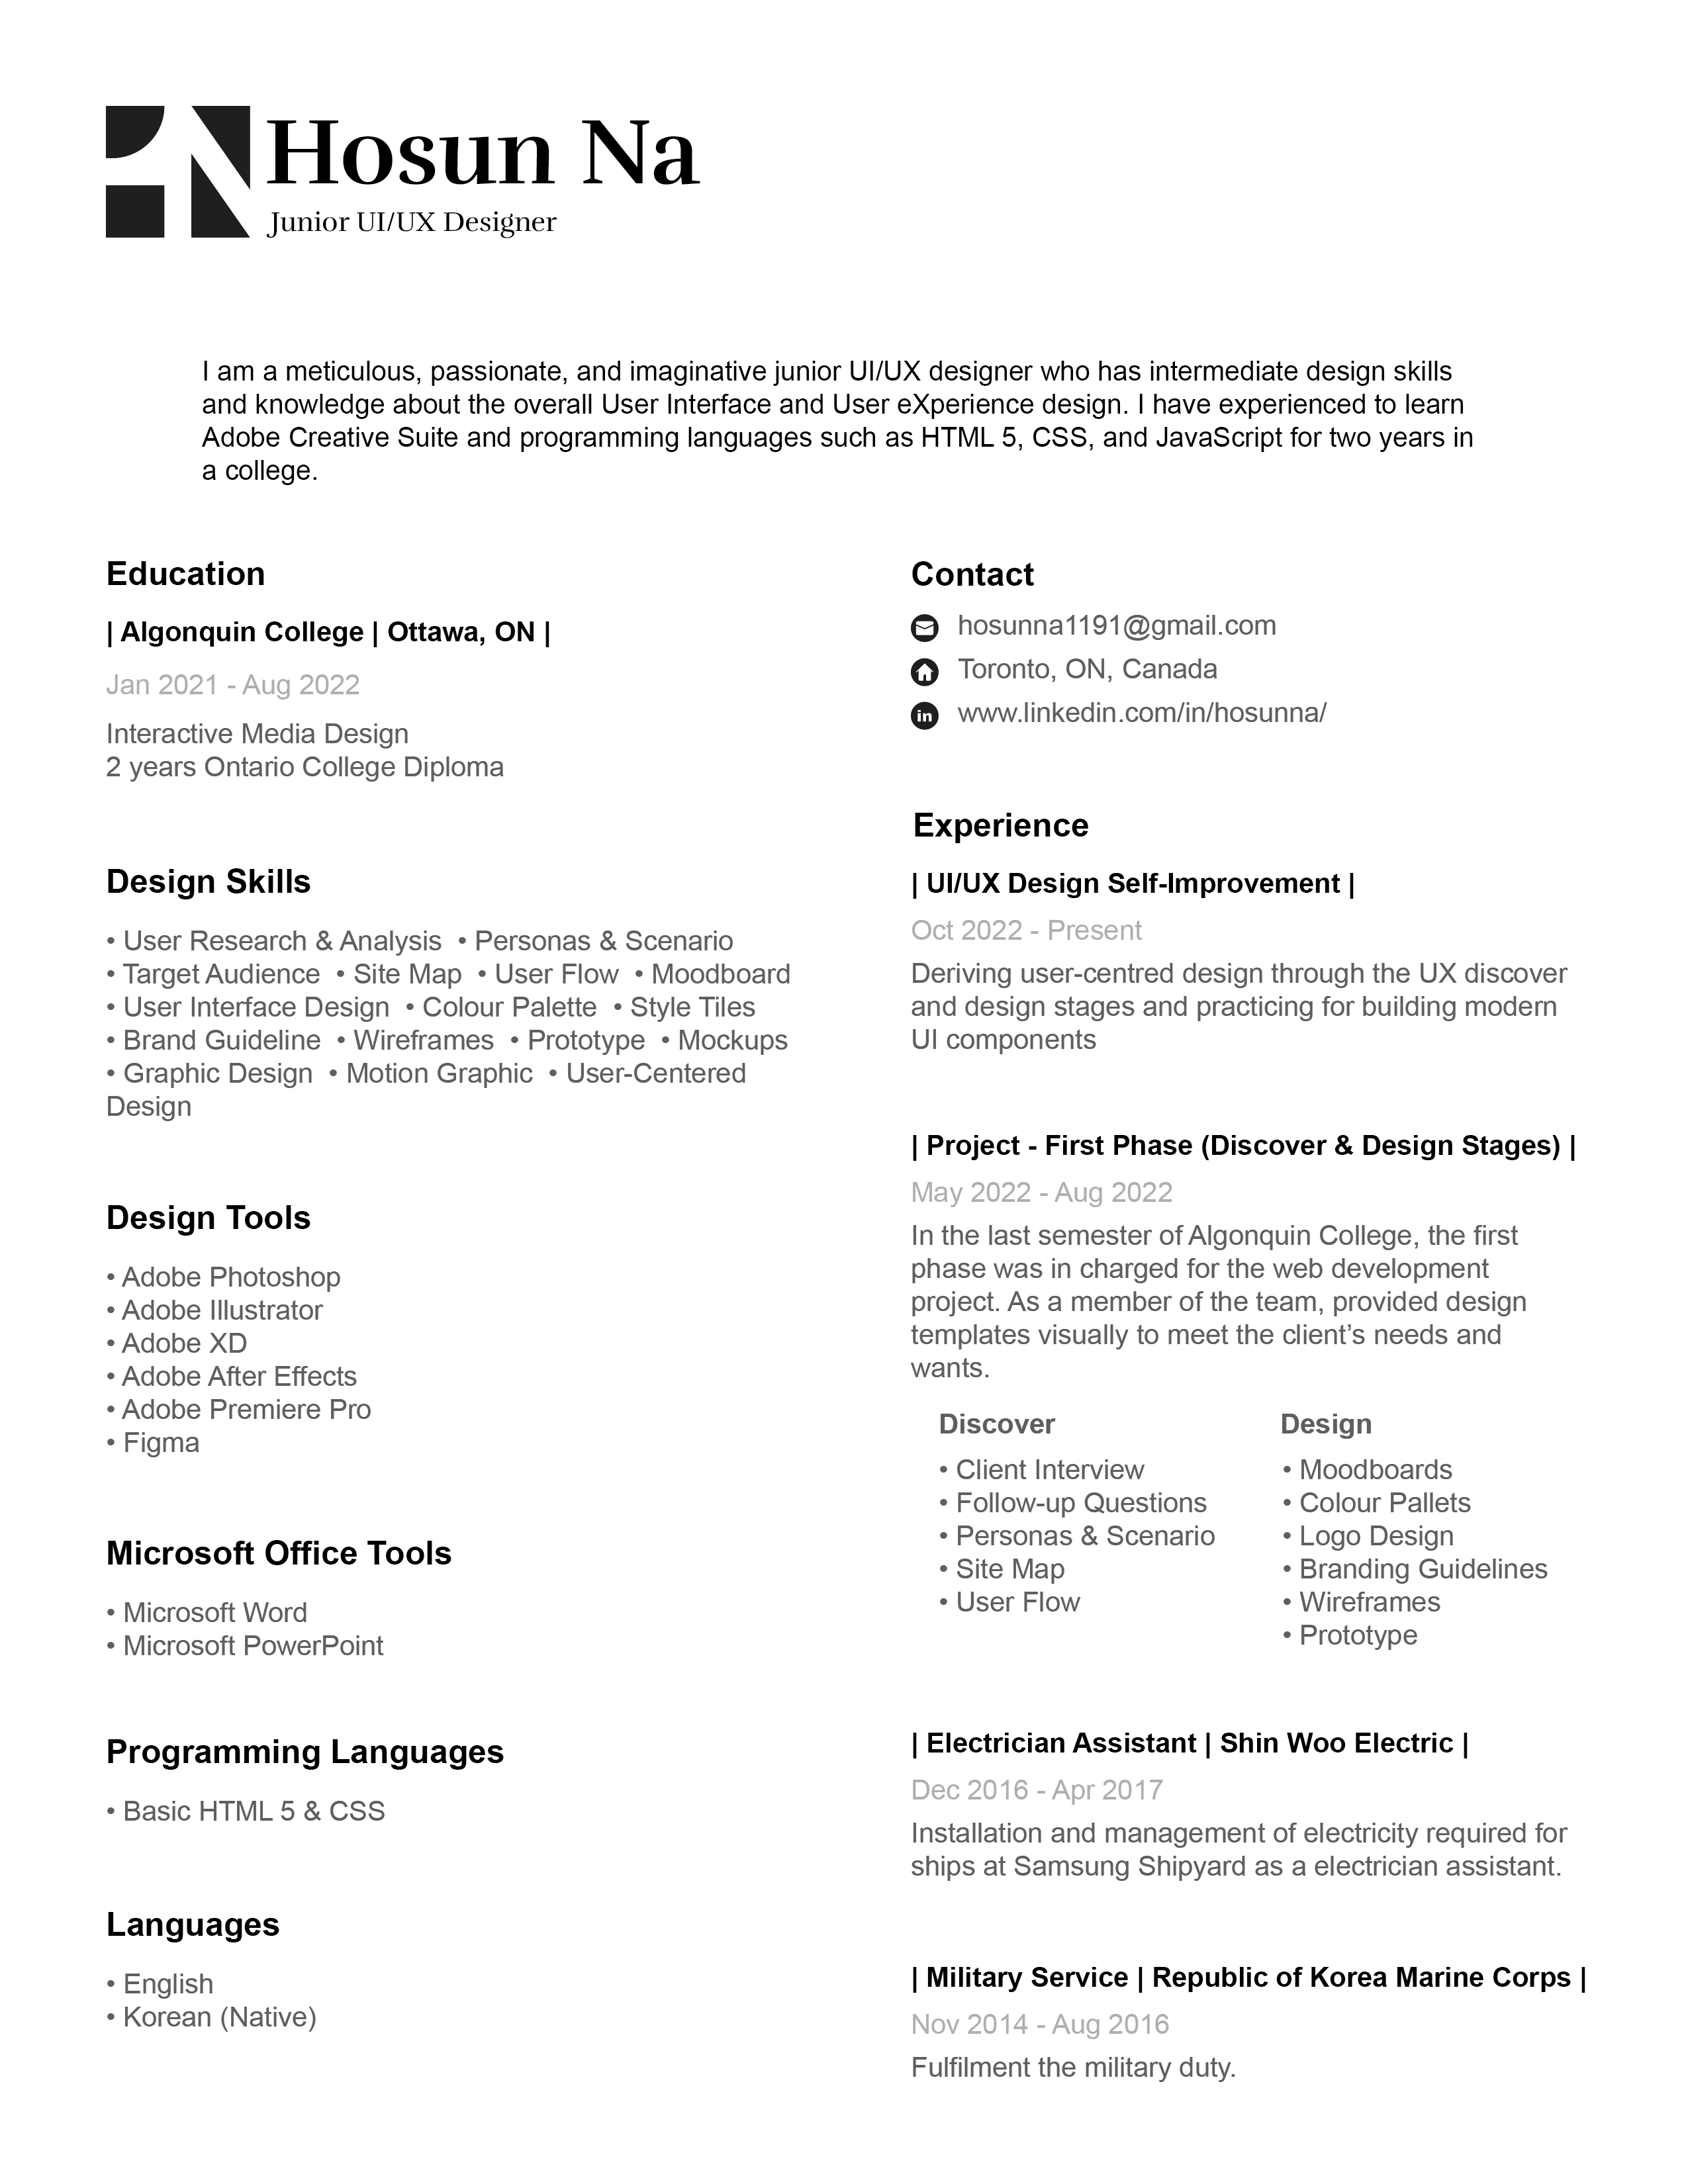 Hosun Na
Junior UI/UX Designer
I am a meticulous, passionate, and imaginative junior UI/UX designer who has intermediate design skills
and knowledge about the overall User Interface and User eXperience design. I have experienced to learn
Adobe Creative Suite and programming languages such as HTML 5, CSS, and JavaScript for two years in
a college.
Education
| Algonquin College | Ottawa, ON |
Jan 2021 - Aug 2022
Interactive Media Design
2 years Ontario College Diploma
Design Skills
• User Research & Analysis • Personas & Scenario
• Target Audience • Site Map • User Flow • Moodboard
• User Interface Design • Colour Palette • Style Tiles
• Brand Guideline • Wireframes • Prototype • Mockups
• Graphic Design • Motion Graphic • User-Centered
Design
Design Tools
• Adobe Photoshop
• Adobe Illustrator
• Adobe XD
• Adobe After Effects
• Adobe Premiere Pro
• Figma
Microsoft Office Tools
• Microsoft Word
• Microsoft PowerPoint
Programming Languages
• Basic HTML 5 & CSS
Languages
• English
• Korean (Native)
Contact
hosunna1191@gmail.com
Toronto, ON, Canada
in www.linkedin.com/in/hosunna/
Experience
| UI/UX Design Self-Improvement |
Oct 2022 - Present
Deriving user-centred design through the UX discover
and design stages and practicing for building modern
UI components
| Project - First Phase (Discover & Design Stages) |
May 2022 - Aug 2022
In the last semester of Algonquin College, the first
phase was in charged for the web development
project. As a member of the team, provided design
templates visually to meet the client’s needs and
wants.
Discover
• Client Interview
• Follow-up Questions
• Personas & Scenario
• Site Map
• User Flow
Design
• Moodboards
• Colour Pallets
• Logo Design
• Branding Guidelines
• Wireframes
• Prototype
| Electrician Assistant | Shin Woo Electric |
Dec 2016 - Apr 2017
Installation and management of electricity required for
ships at Samsung Shipyard as a electrician assistant.
| Military Service | Republic of Korea Marine Corps |
Nov 2014 - Aug 2016
Fulfilment the military duty.